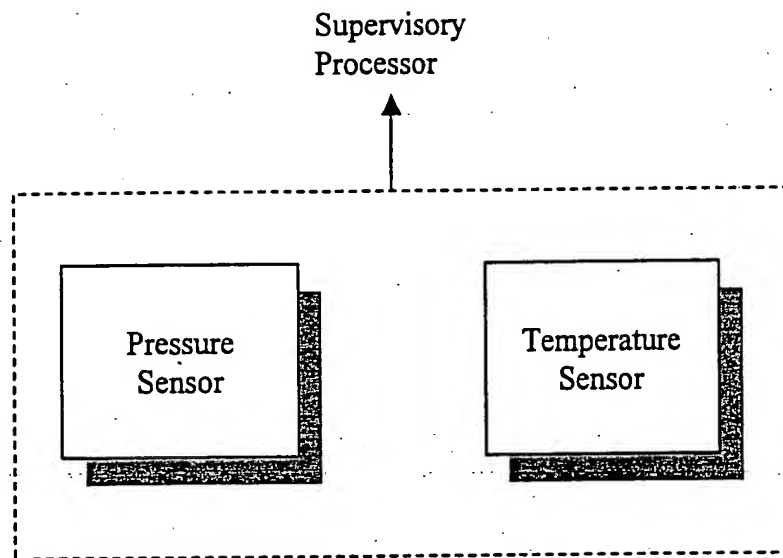 Supervisory
Processor
Pressure
Sensor
Temperature
Sensor